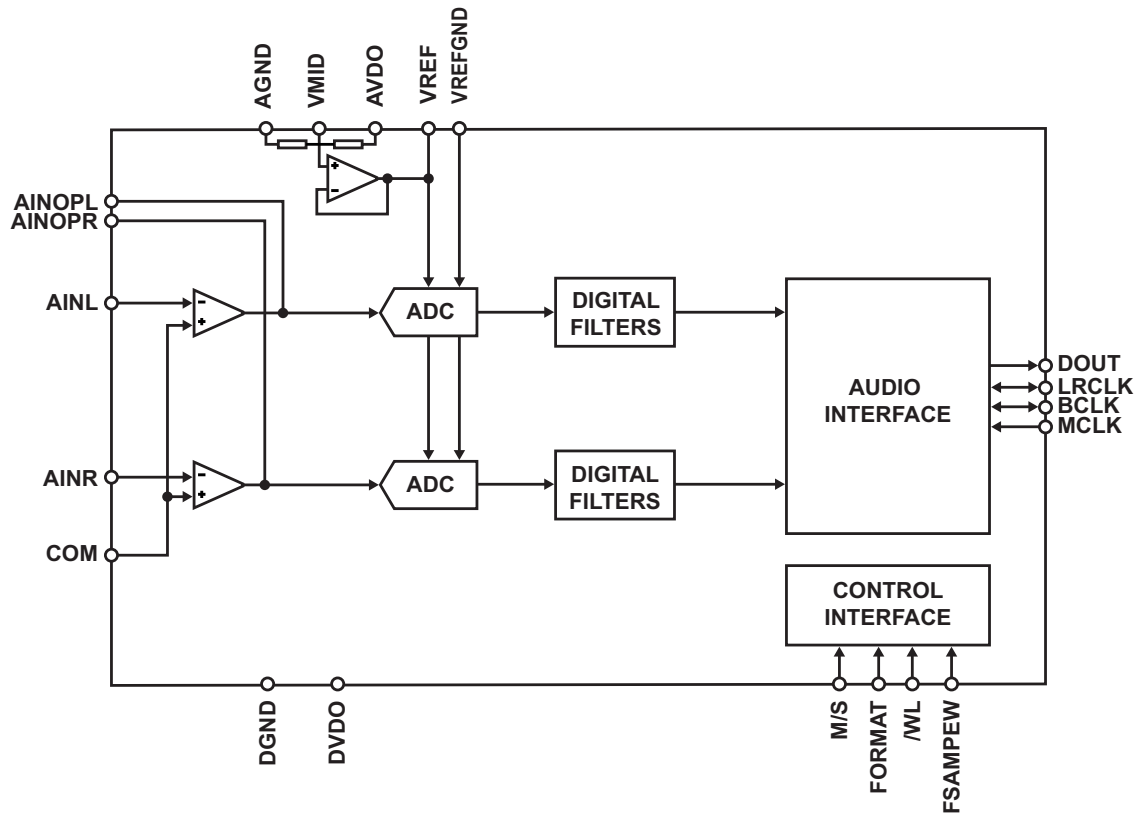 AGND
VMID
AVDO
VREF
VREFGND
AINOPL
AINOPR
AINL
AINR
COM
+
-
-
+
-
+
ADC
DIGITAL
FILTERS
ADC
DIGITAL
FILTERS
AUDIO
INTERFACE
DOUT
LRCLK
BCLK
MCLK
CONTROL
INTERFACE
DGND
DVDO
M/S
FORMAT
/WL
FSAMPEW